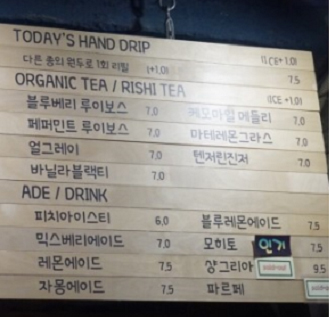 TODAY'S HAND DRIP (ICE+1.0)
다른 종의 원두로 1회 리필 (+1.0) 7.5
ORGANIC TEA / RISHI TEA (ICE +1.0)
블루베리 루이보스 7.0 케모마일 메들리 7.0
페퍼민트 루이보스 7.0 마테레몬그라스 7.0
얼그레이 7.0 텐저린진저 7.0
바닐라블랙티 7.0
ADE / DRINK
피치아이스티 6.0 블루레몬에이드 7.5
믹스베리에이드 7.0 모히토 인기 7.5
레몬에이드 7.5 샹그리아 9.5
자몽에이드 7.5 파르페